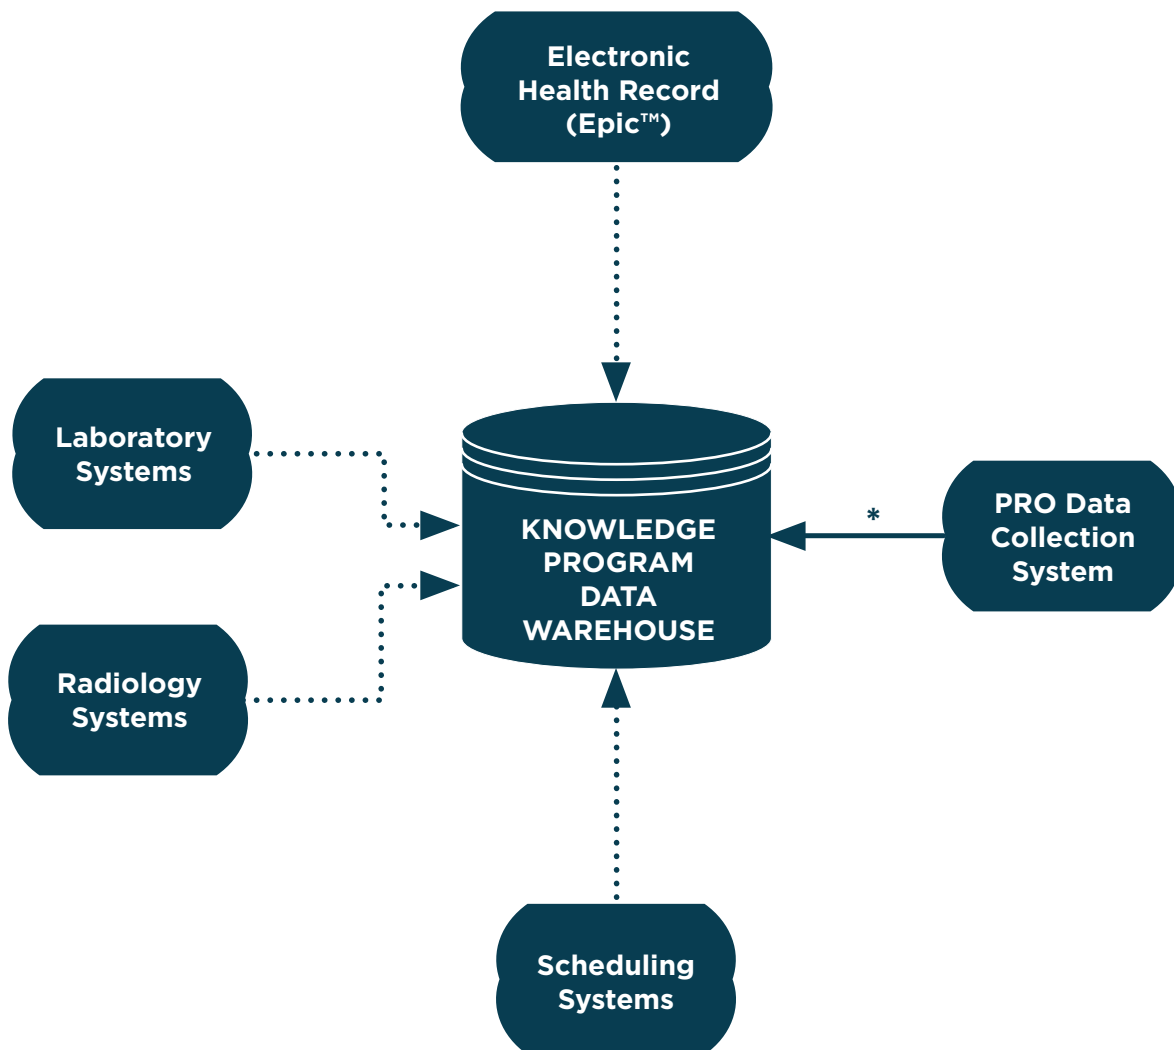 Electronic
Health Record
(Epic™)
Laboratory
Systems
KNOWLEDGE
PROGRAM
DATA
WAREHOUSE
*
PRO Data
Collection
System
Radiology
Systems
Scheduling
Systems